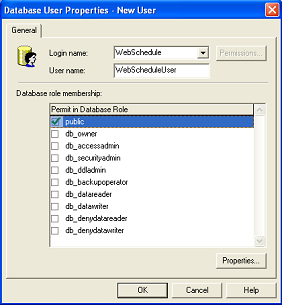 Database User Properties - New User
General
Login name: WebSchedule Permissions...
User name: WebScheduleUser
Database role membership:
Permit in Database Role
public
db_owner
db_accessadmin
db_securityadmin
db_ddladmin
db_backupoperator
db_datareader
db_datawriter
db_denydatareader
db_denydatawriter
Properties...
OK Cancel Help